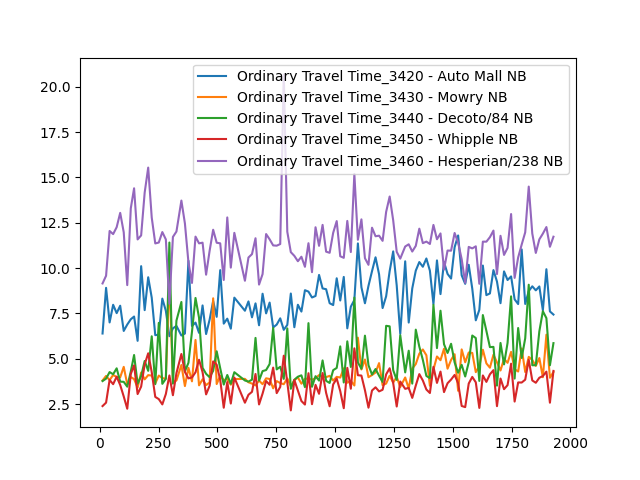 Ordinary Travel Time_3420 - Auto Mall NB
Ordinary Travel Time_3430 - Mowry NB
Ordinary Travel Time_3440 - Decoto/84 NB
Ordinary Travel Time_3450 - Whipple NB
Ordinary Travel Time_3460 - Hesperian/238 NB
20.0
17.5
15.0
12.5
10.0
7.5
5.0
2.5
0 250 500 750 1000 1250 1500 1750 2000